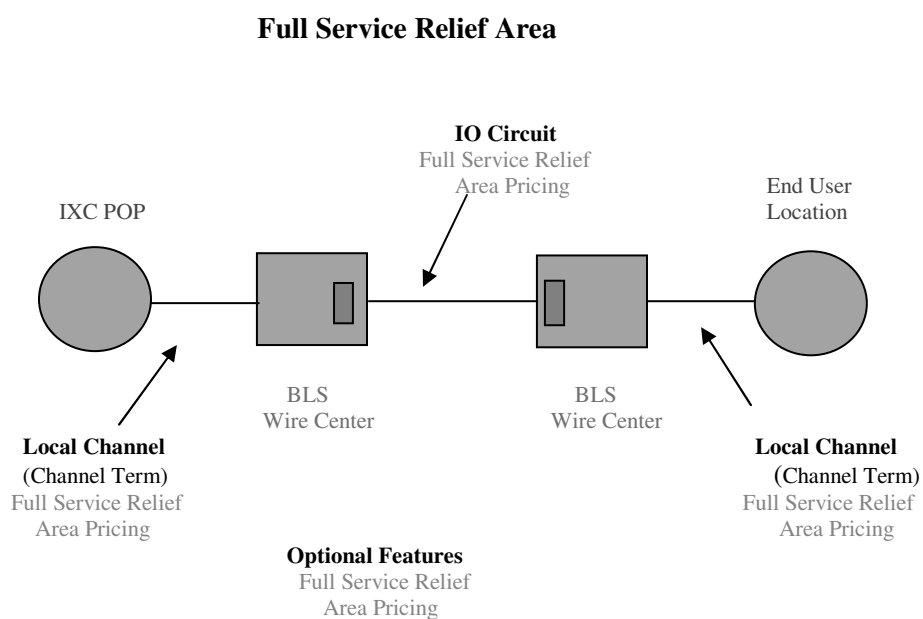 Full Service Relief Area
IO Circuit
Full Service Relief
Area Pricing
IXC POP
End User
Location
BLS
Wire Center
BLS
Wire Center
Local Channel
(Channel Term)
Full Service Relief
Area Pricing
Local Channel
(Channel Term)
Full Service Relief
Area Pricing
Optional Features
Full Service Relief
Area Pricing